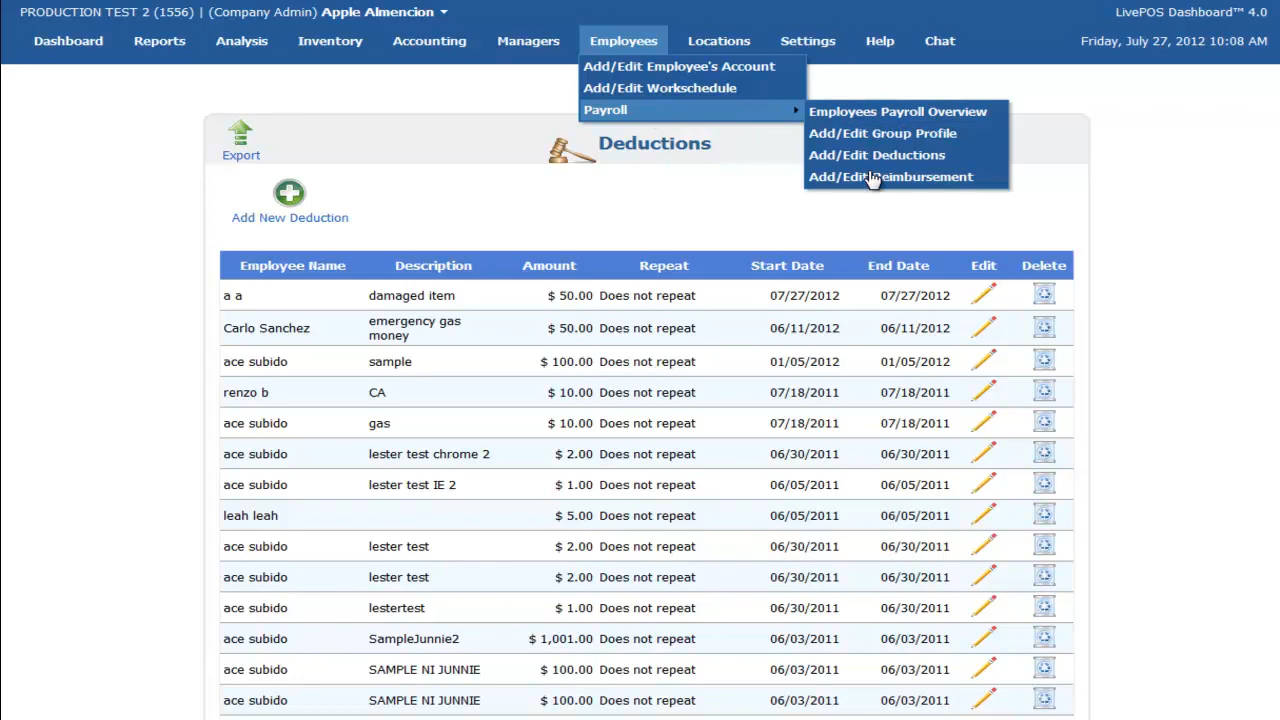 PRODUCTION TEST 2 (1556) | (Company Admin) Apple Almencion
LivePOS Dashboard™ 4.0
Dashboard Reports Analysis Inventory Accounting Managers Employees Locations Settings Help Chat
Friday, July 27, 2012 10:08 AM
Add/Edit Employee's Account
Add/Edit Workschedule
Payroll
Employees Payroll Overview
Add/Edit Group Profile
Add/Edit Deductions
Add/Edit Reimbursement
Export
Deductions
Add New Deduction
Employee Name Description Amount Repeat Start Date End Date Edit Delete
a a damaged item $ 50.00 Does not repeat 07/27/2012 07/27/2012
Carlo Sanchez emergency gas money $ 50.00 Does not repeat 06/11/2012 06/11/2012
ace subido sample $ 100.00 Does not repeat 01/05/2012 01/05/2012
renzo b CA $ 10.00 Does not repeat 07/18/2011 07/18/2011
ace subido gas $ 10.00 Does not repeat 07/18/2011 07/18/2011
ace subido lester test chrome 2 $ 2.00 Does not repeat 06/30/2011 06/30/2011
ace subido lester test IE 2 $ 1.00 Does not repeat 06/05/2011 06/05/2011
leah leah $ 5.00 Does not repeat 06/05/2011 06/05/2011
ace subido lester test $ 2.00 Does not repeat 06/30/2011 06/30/2011
ace subido lester test $ 2.00 Does not repeat 06/30/2011 06/30/2011
ace subido lestertest $ 1.00 Does not repeat 06/30/2011 06/30/2011
ace subido SampleJunnie2 $ 1,001.00 Does not repeat 06/03/2011 06/03/2011
ace subido SAMPLE NI JUNNIE $ 100.00 Does not repeat 06/03/2011 06/03/2011
ace subido SAMPLE NI JUNNIE $ 100.00 Does not repeat 06/03/2011 06/03/2011